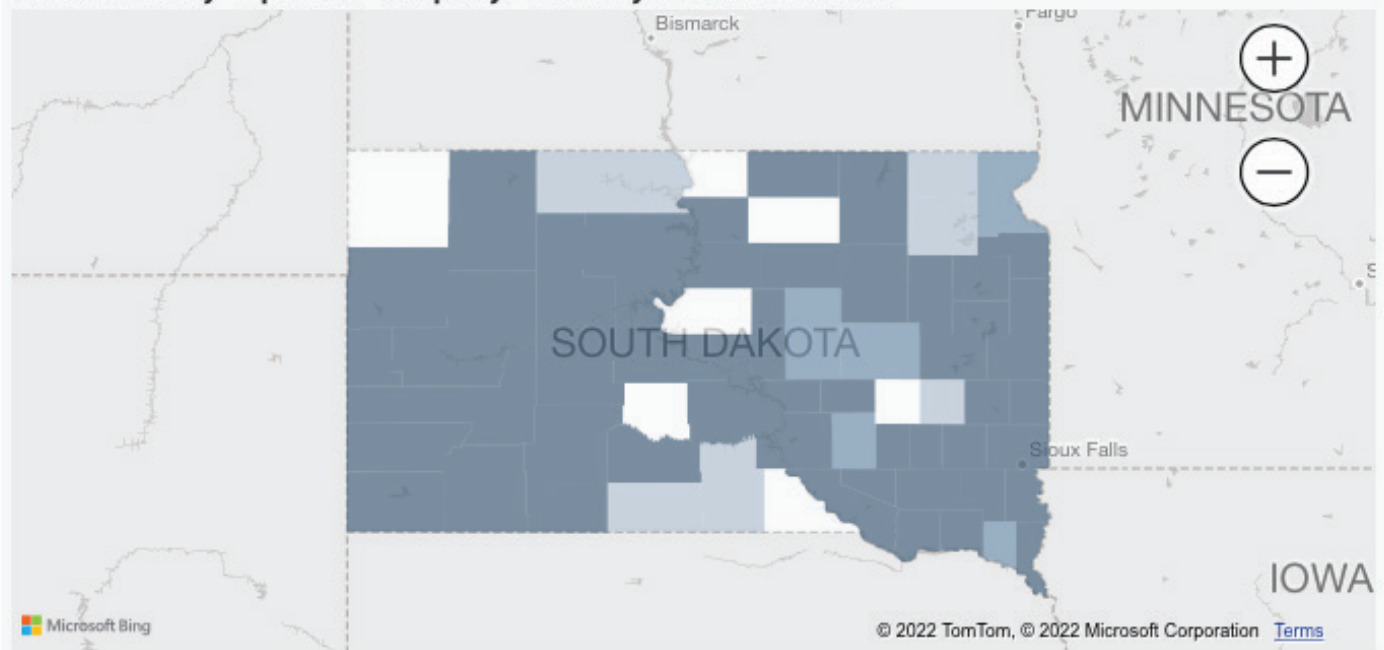 Bismarck
Fargo
MINNESOTA
SOUTH DAKOTA
Sioux Falls
IOWA
Microsoft Bing
© 2022 TomTom, © 2022 Microsoft Corporation Terms